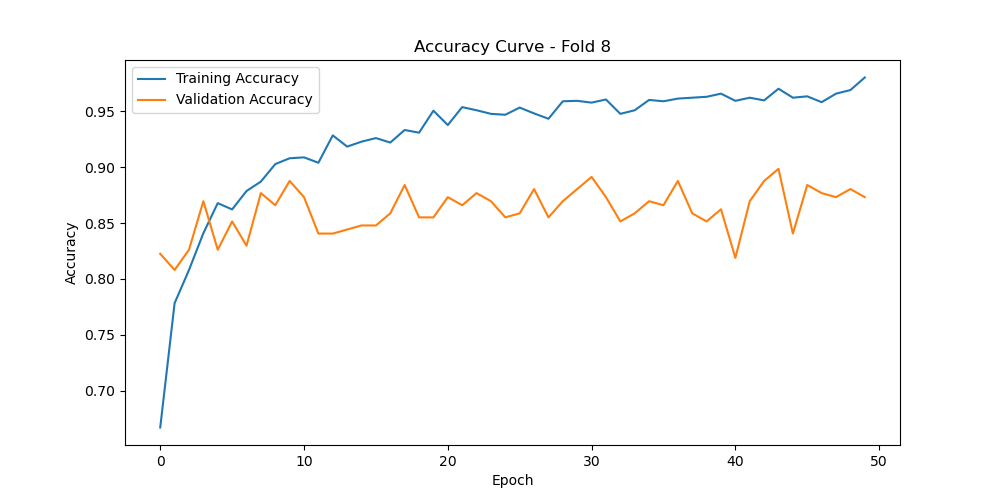 Accuracy Curve - Fold 8
Training Accuracy
Validation Accuracy
Accuracy
0.95
0.90
0.85
0.80
0.75
0.70
0 10 20 30 40 50
Epoch